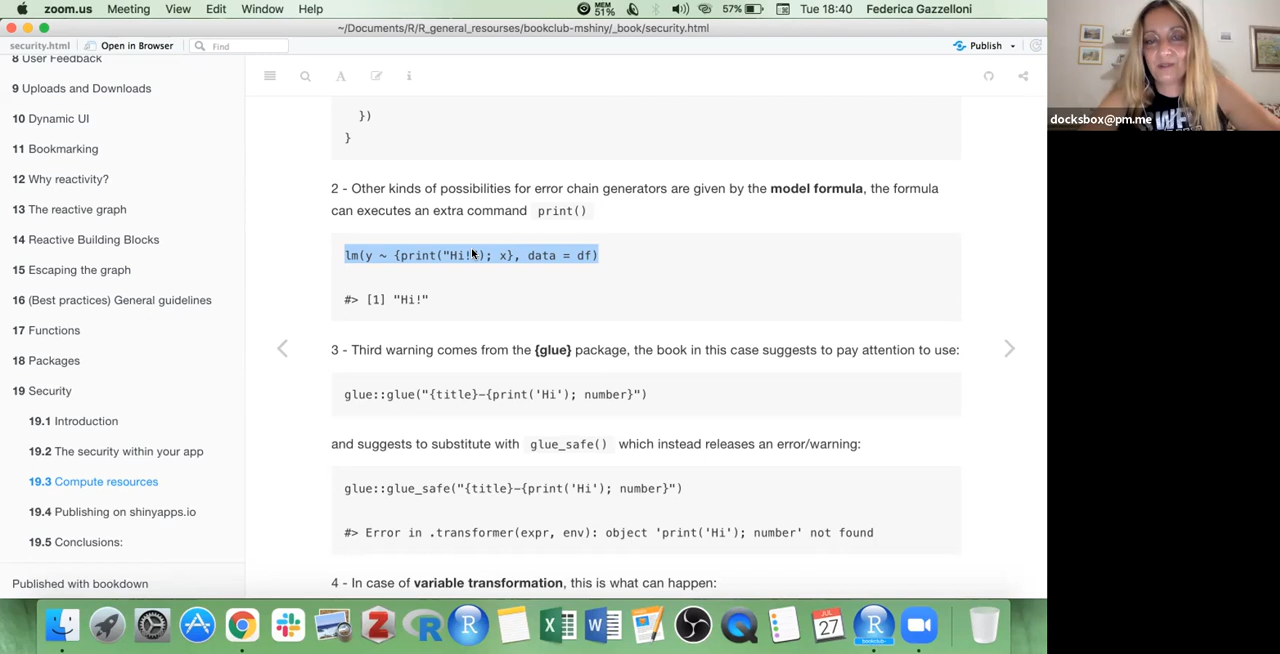 zoom.us Meeting View Edit Window Help MEM 51% 57% Tue 18:40 Federica Gazzelloni
~/Documents/R/R_general_resourses/bookclub-mshiny/_book/security.html
security.html Open in Browser Find Publish
8 User Feedback
9 Uploads and Downloads
10 Dynamic UI
11 Bookmarking
12 Why reactivity?
13 The reactive graph
14 Reactive Building Blocks
15 Escaping the graph
16 (Best practices) General guidelines
17 Functions
18 Packages
19 Security
19.1 Introduction
19.2 The security within your app
19.3 Compute resources
19.4 Publishing on shinyapps.io
19.5 Conclusions:
Published with bookdown
})
}
2 - Other kinds of possibilities for error chain generators are given by the model formula, the formula
can executes an extra command print()
lm(y ~ {print("Hi!"); x}, data = df)
#> [1] "Hi!"
3 - Third warning comes from the {glue} package, the book in this case suggests to pay attention to use:
glue::glue("{title}-{print('Hi'); number}")
and suggests to substitute with glue_safe() which instead releases an error/warning:
glue::glue_safe("{title}-{print('Hi'); number}")
#> Error in .transformer(expr, env): object 'print('Hi'); number' not found
4 - In case of variable transformation, this is what can happen:
docksbox@pm.me
JUL
27